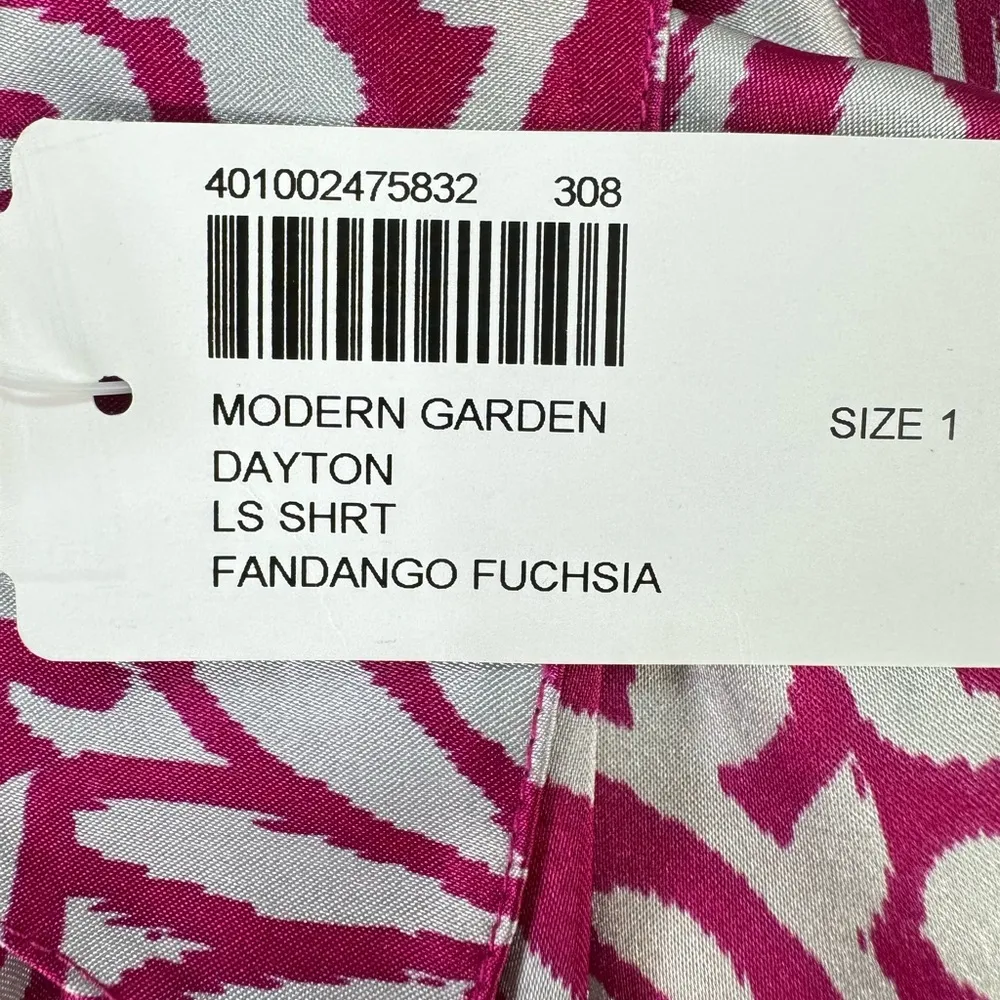 401002475832 308
MODERN GARDEN SIZE 1
DAYTON
LS SHRT
FANDANGO FUCHSIA